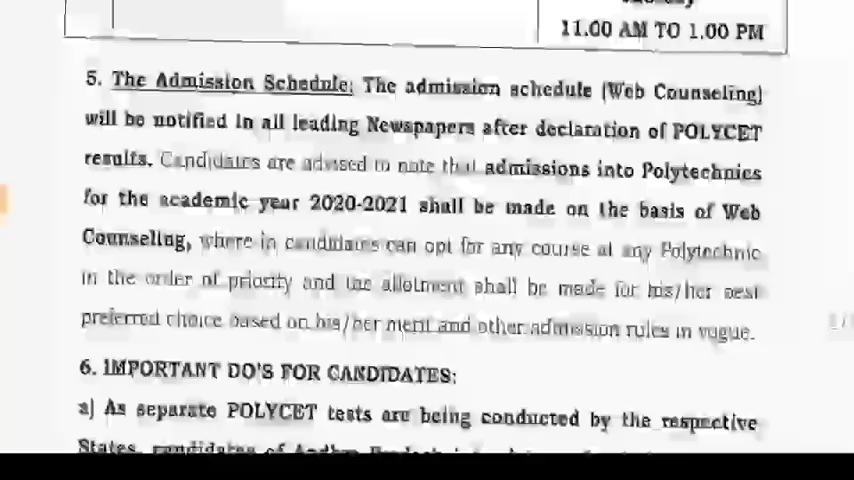 11.00 AM TO 1.00 PM
5. The Admission Schedule: The admission schedule (Web Counseling)
will be notified in all leading Newspapers after declaration of POLYCET
results. Candidates are advised to note that admissions into Polytechnics
for the academic year 2020-2021 shall be made on the basis of Web
Counseling, where in candidates can opt for any course at any Polytechnic
in the order of priority and the allotment shall be made for his/her best
preferred choice based on his/her merit and other admission rules in vogue.
6. IMPORTANT DO'S FOR CANDIDATES:
a) As separate POLYCET tests are being conducted by the respective
States, candidates of Andhra Pradesh